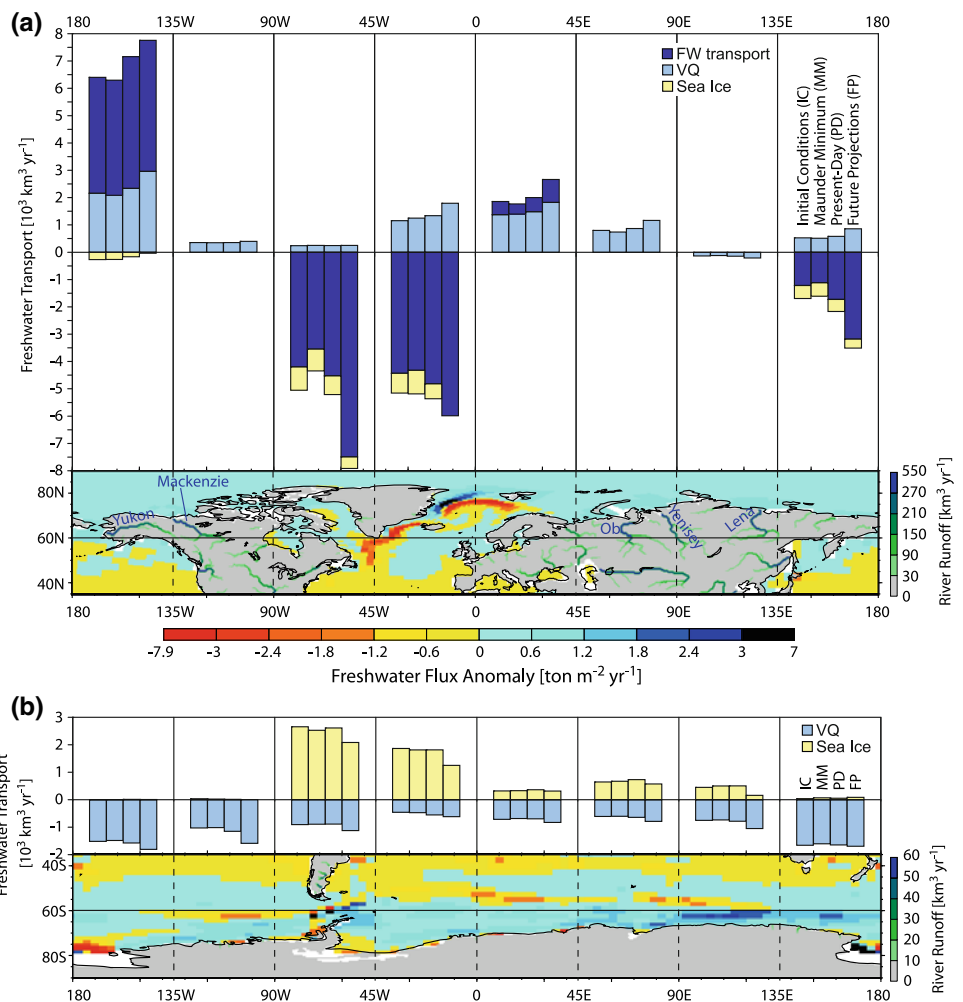 (a)
180 135W 90W 45W 0 45E 90E 135E 180
8
7
6
5
4
3
2
1
0
-1
-2
-3
-4
-5
-6
-7
-8
Freshwater Transport [10³ km³ yr⁻¹]
FW transport
VQ
Sea Ice
Initial Conditions (IC)
Maunder Minimum (MM)
Present-Day (PD)
Future Projections (FP)
80N
60N
40N
Mackenzie
Yukon
Ob
Yenisey
Lena
550
270
210
150
90
30
0
River Runoff [km³ yr⁻¹]
180 135W 90W 45W 0 45E 90E 135E 180
-7.9 -3 -2.4 -1.8 -1.2 -0.6 0 0.6 1.2 1.8 2.4 3 7
Freshwater Flux Anomaly [ton m⁻² yr⁻¹]
(b)
3
2
1
0
-1
-2
Freshwater Transport
[10³ km³ yr⁻¹]
VQ
Sea Ice
IC
MM
PD
FP
40S
60S
80S
60
50
40
30
20
10
0
River Runoff [km³ yr⁻¹]
180 135W 90W 45W 0 45E 90E 135E 180